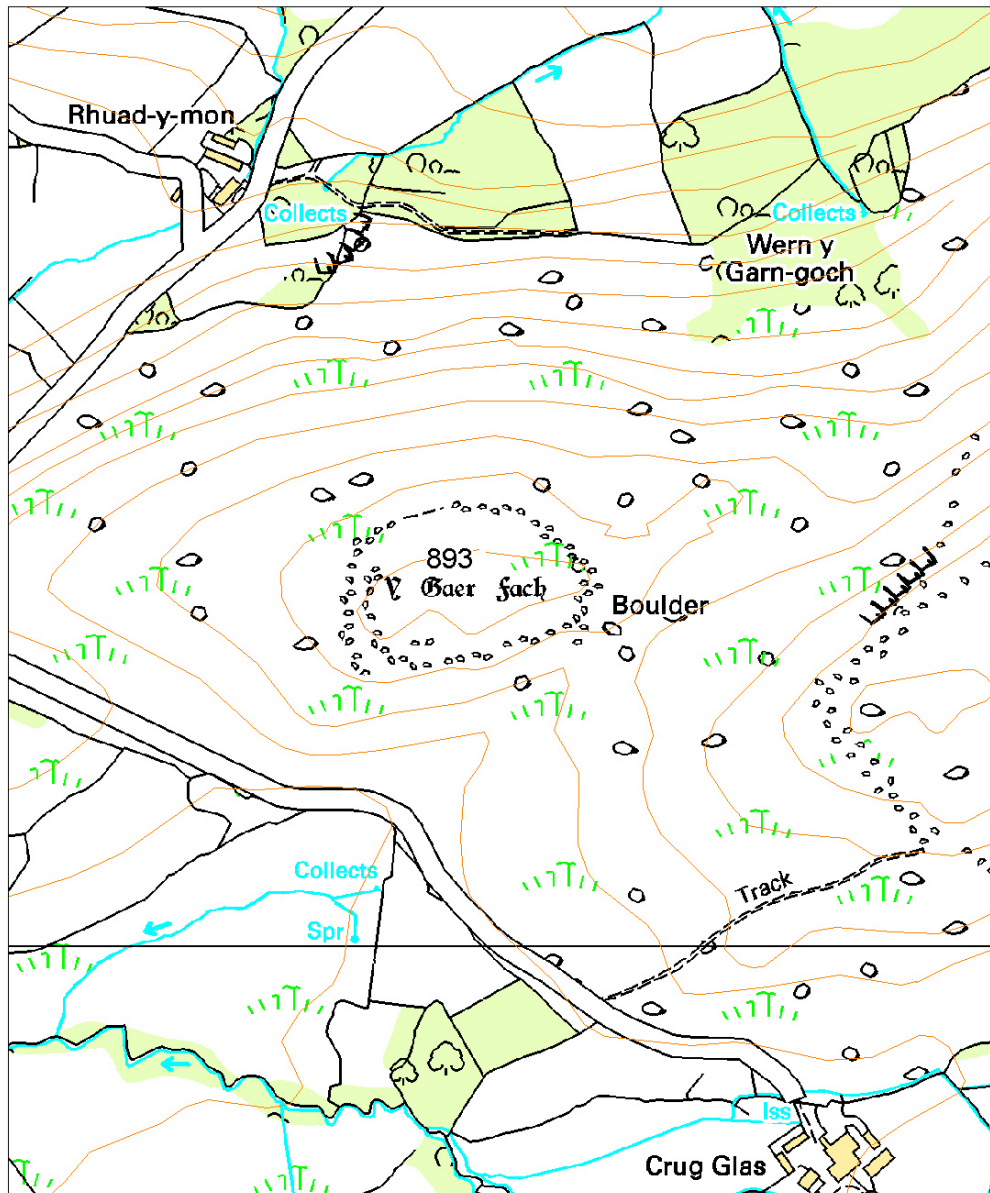 Rhuad-y-mon
Collects
Collects
Wern y
Garn-goch
893
Y Gaer Fach
Boulder
Collects
Track
Spr
Iss
Crug Glas